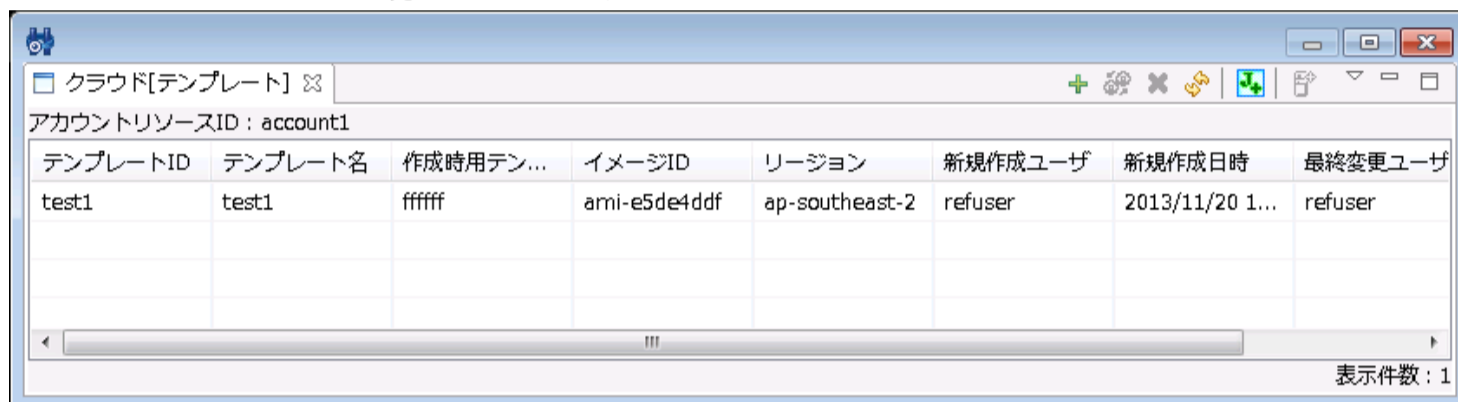 クラウド[テンプレート]
アカウントリソースID : account1
テンプレートID テンプレート名 作成時用テン... イメージID リージョン 新規作成ユーザ 新規作成日時 最終変更ユーザ
test1 test1 ffffff ami-e5de4ddf ap-southeast-2 refuser 2013/11/20 1... refuser
表示件数 : 1